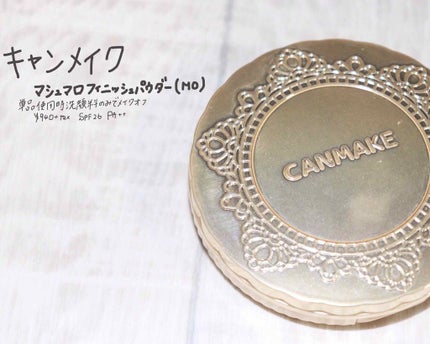 キャンメイク
マシュマロフィニッシュパウダー(MO)
単品使用時洗顔料のみでメイクオフ
¥940+tax SPF26 PA++
CANMAKE